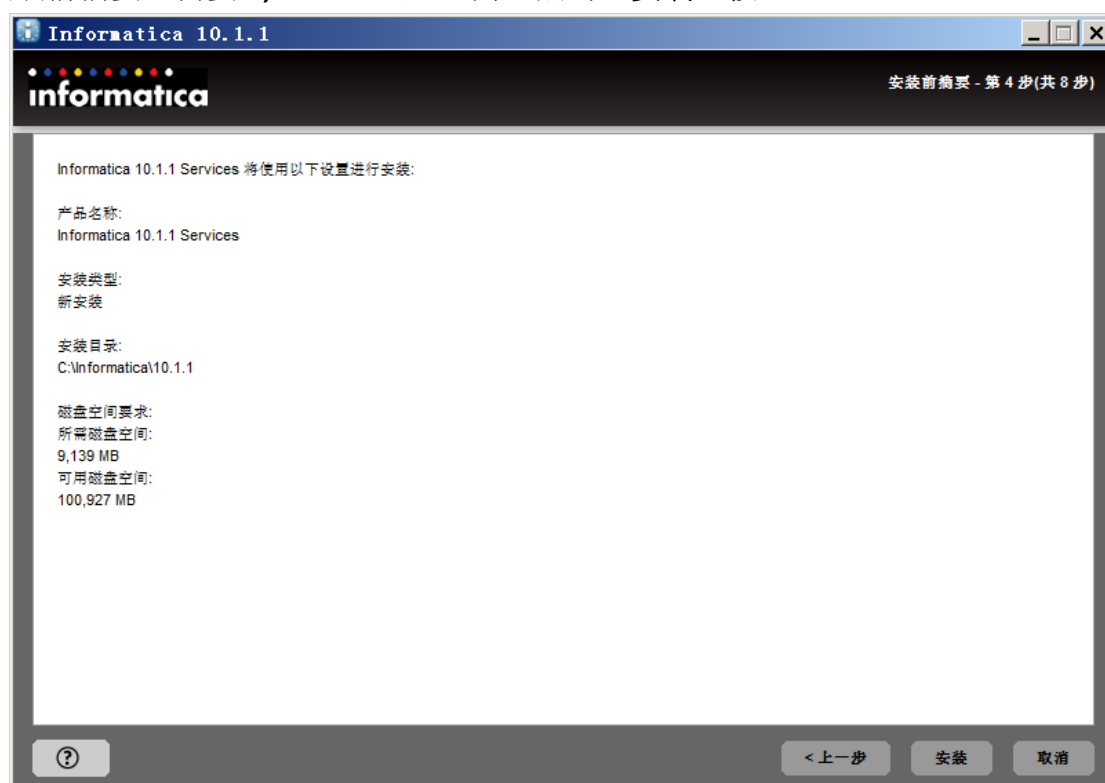 Informatica 10.1.1
informatica
安装前摘要 - 第 4 步(共 8 步)
Informatica 10.1.1 Services 将使用以下设置进行安装:
产品名称:
Informatica 10.1.1 Services
安装类型:
新安装
安装目录:
C:\Informatica\10.1.1
磁盘空间要求:
所需磁盘空间:
9,139 MB
可用磁盘空间:
100,927 MB
< 上一步
安装
取消